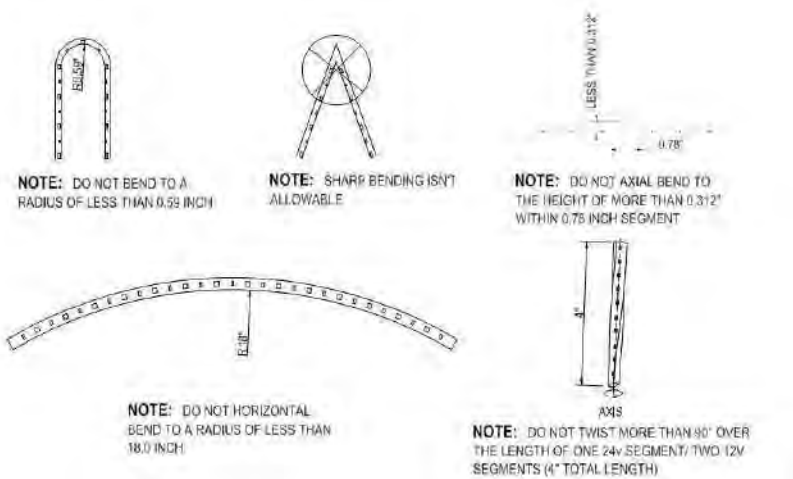 R0.59"
NOTE: DO NOT BEND TO A
RADIUS OF LESS THAN 0.59 INCH
NOTE: SHARP BENDING ISN'T
ALLOWABLE
LESS THAN 0.312"
0.78"
NOTE: DO NOT AXIAL BEND TO
THE HEIGHT OF MORE THAN 0.312"
WITHIN 0.78 INCH SEGMENT
R 18"
NOTE: DO NOT HORIZONTAL
BEND TO A RADIUS OF LESS THAN
18.0 INCH
4"
AXIS
NOTE: DO NOT TWIST MORE THAN 90° OVER
THE LENGTH OF ONE 24v SEGMENT/ TWO 12V
SEGMENTS (4" TOTAL LENGTH)